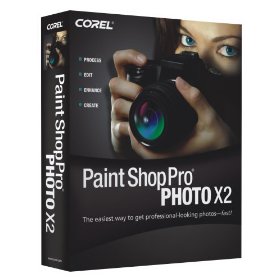 COREL
PROCESS
EDIT
ENHANCE
CREATE
Paint Shop Pro
PHOTO X2
The easiest way to get professional-looking photos—fast!
COREL
Paint Shop Pro
PHOTO X2